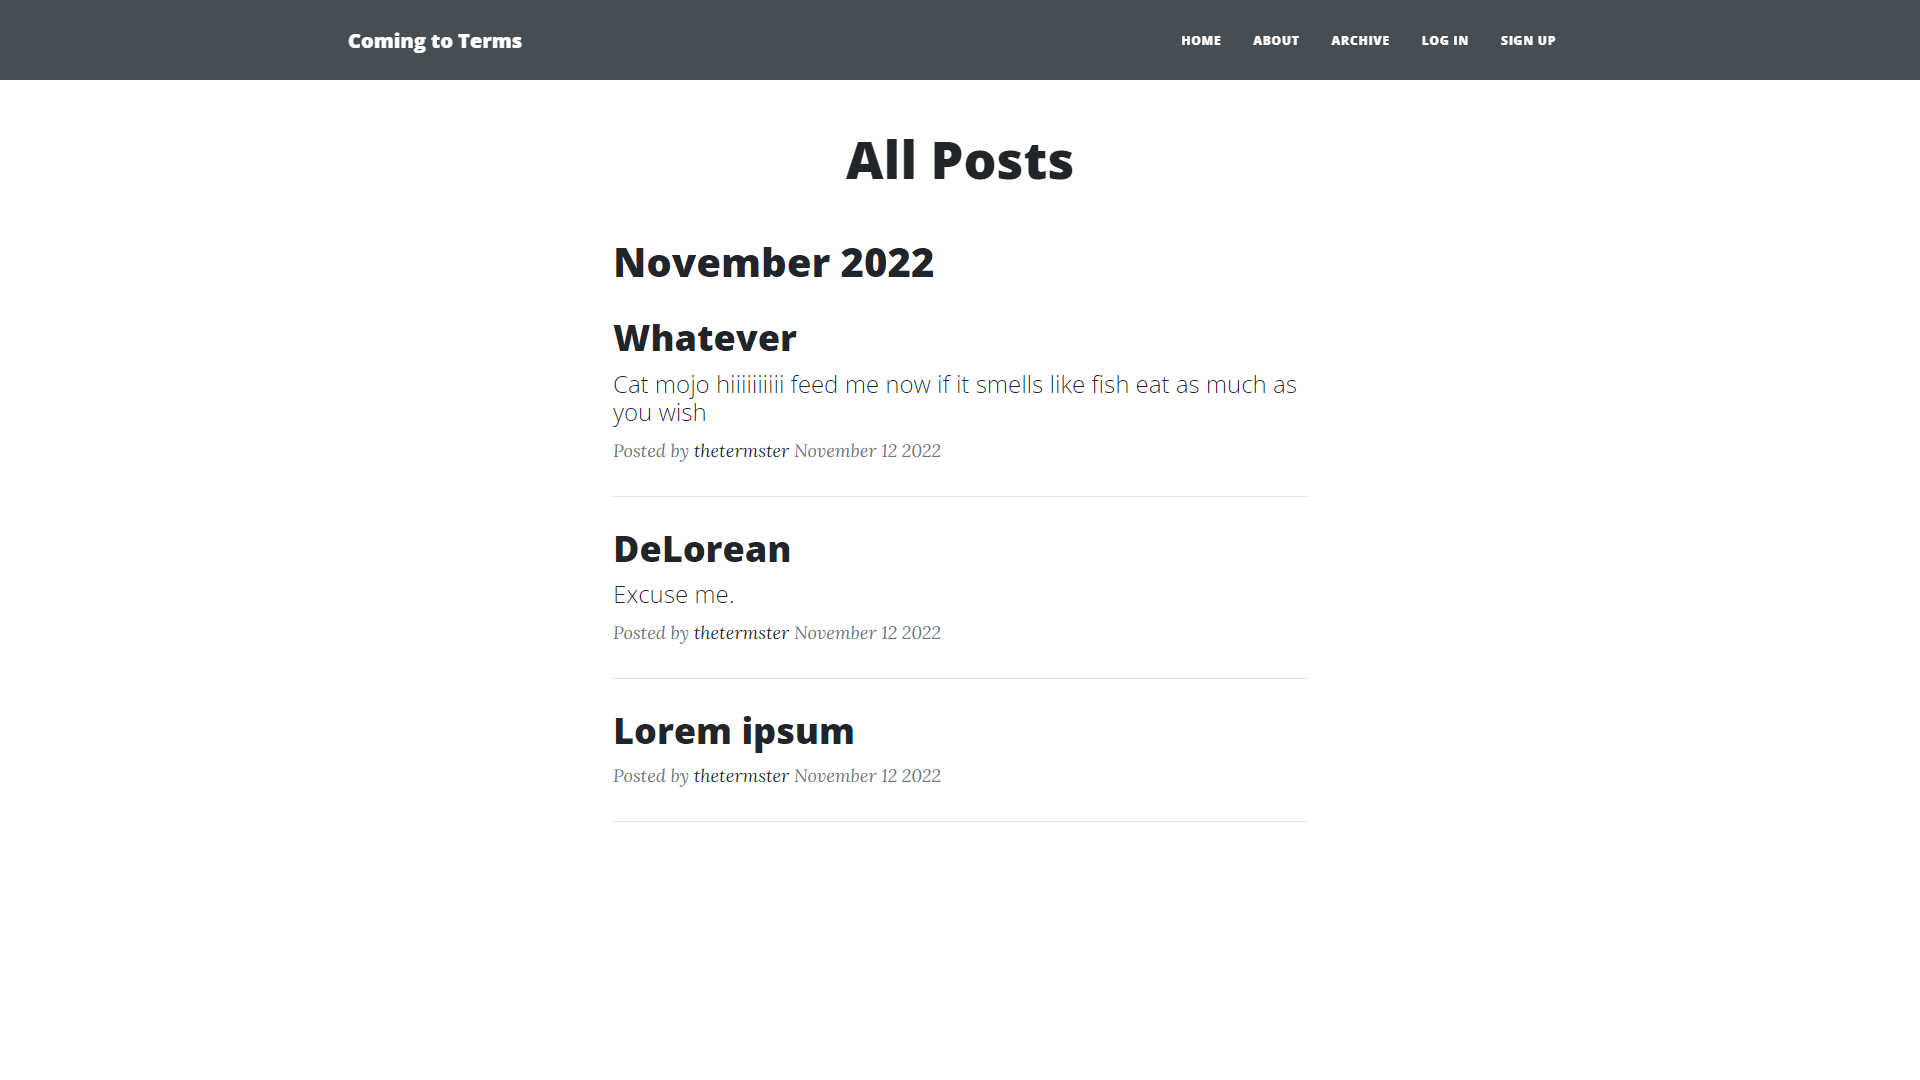 Coming to Terms
HOME ABOUT ARCHIVE LOG IN SIGN UP
All Posts
November 2022
Whatever
Cat mojo hiiiiiiiiii feed me now if it smells like fish eat as much as
you wish
Posted by thetermster November 12 2022
DeLorean
Excuse me.
Posted by thetermster November 12 2022
Lorem ipsum
Posted by thetermster November 12 2022